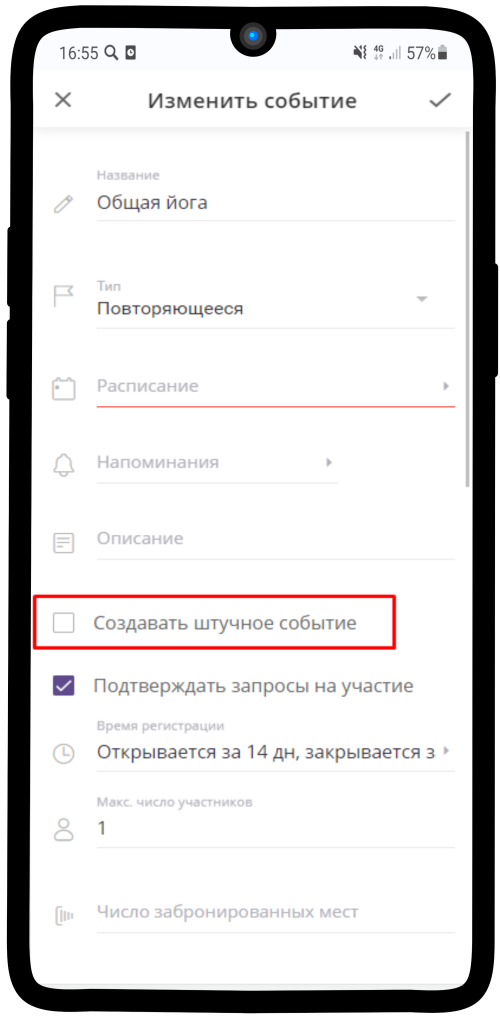 16:55 4G 57%
Изменить событие
Название
Общая йога
Тип
Повторяющееся
Расписание
Напоминания
Описание
Создавать штучное событие
Подтверждать запросы на участие
Время регистрации
Открывается за 14 дн, закрывается з
Макс. число участников
1
Число забронированных мест